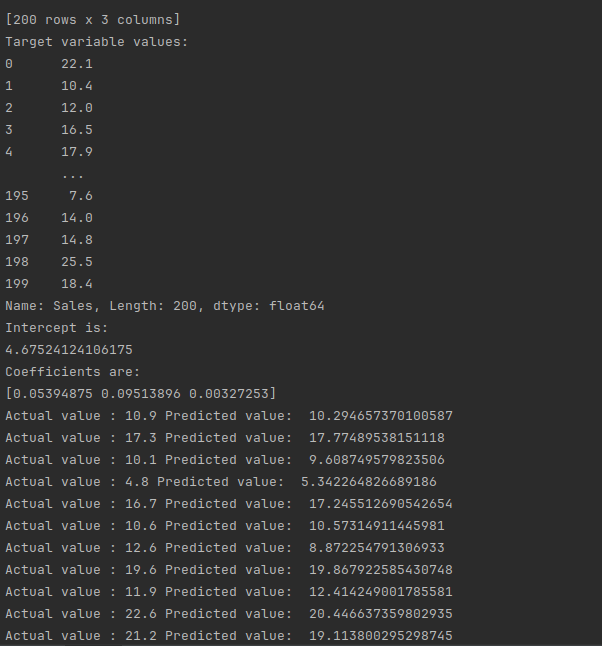 [200 rows x 3 columns]
Target variable values:
0      22.1
1      10.4
2      12.0
3      16.5
4      17.9
       ...
195     7.6
196    14.0
197    14.8
198    25.5
199    18.4
Name: Sales, Length: 200, dtype: float64
Intercept is:
4.67524124106175
Coefficients are:
[0.05394875 0.09513896 0.00327253]
Actual value : 10.9 Predicted value:  10.294657370100587
Actual value : 17.3 Predicted value:  17.77489538151118
Actual value : 10.1 Predicted value:  9.608749579823506
Actual value : 4.8 Predicted value:  5.342264826689186
Actual value : 16.7 Predicted value:  17.245512690542654
Actual value : 10.6 Predicted value:  10.57314911445981
Actual value : 12.6 Predicted value:  8.872254791306933
Actual value : 19.6 Predicted value:  19.867922585430748
Actual value : 11.9 Predicted value:  12.414249001785581
Actual value : 22.6 Predicted value:  20.446637359802935
Actual value : 21.2 Predicted value:  19.113800295298745